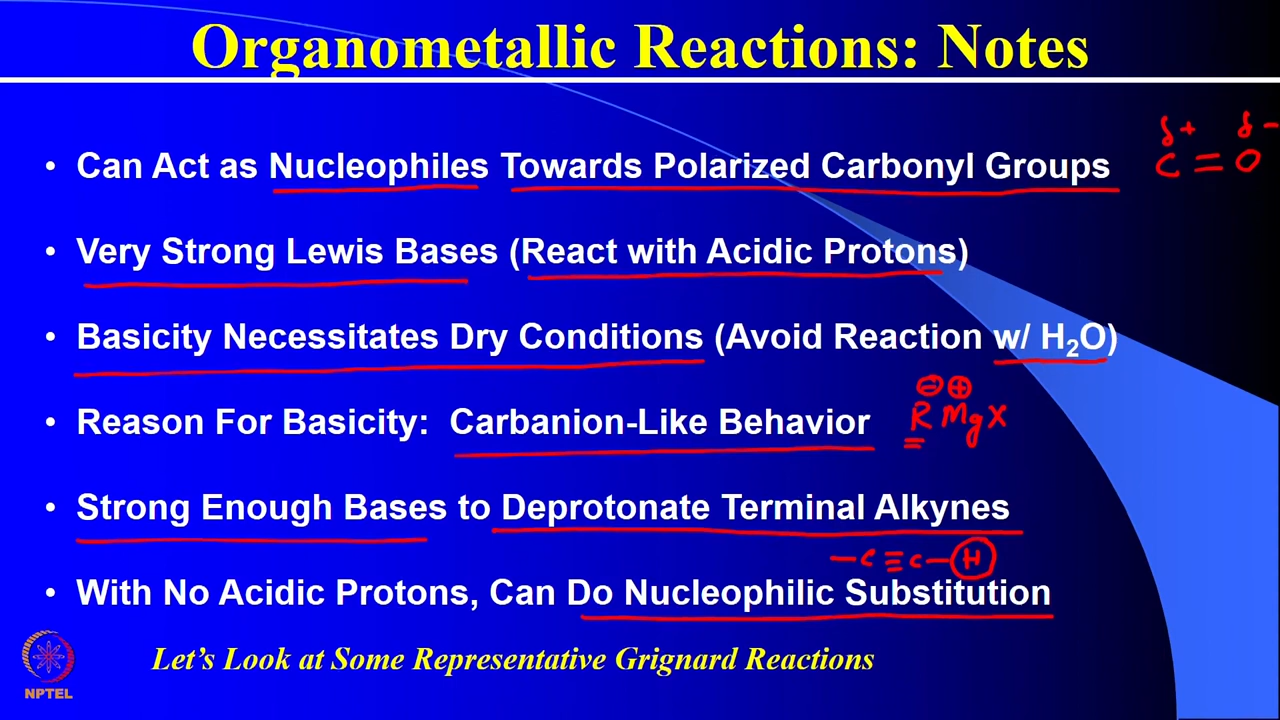 Organometallic Reactions: Notes
δ+ δ-
• Can Act as Nucleophiles Towards Polarized Carbonyl Groups C=O
• Very Strong Lewis Bases (React with Acidic Protons)
• Basicity Necessitates Dry Conditions (Avoid Reaction w/ H₂O)
⊖⊕
• Reason For Basicity: Carbanion-Like Behavior RMgX
• Strong Enough Bases to Deprotonate Terminal Alkynes
-C≡C-H
• With No Acidic Protons, Can Do Nucleophilic Substitution
Let's Look at Some Representative Grignard Reactions
NPTEL